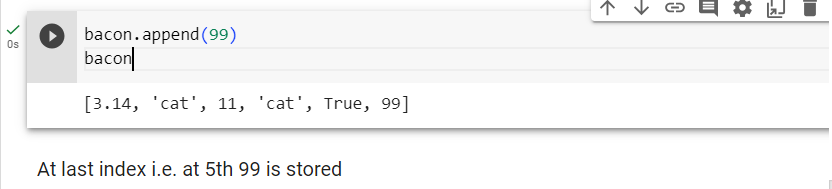 bacon.append(99)
0s
bacon
[3.14, 'cat', 11, 'cat', True, 99]
At last index i.e. at 5th 99 is stored